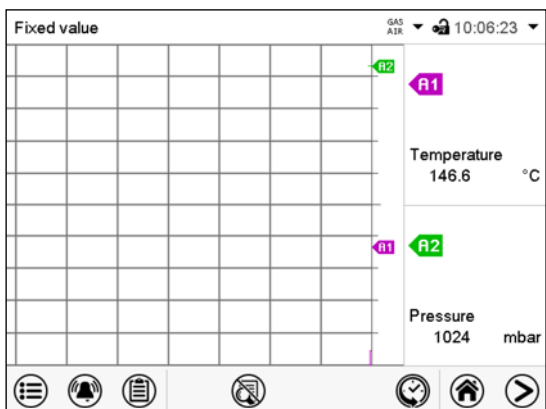 Fixed value
GAS
AIR
10:06:23
A2
A1
Temperature
146.6 °C
A1
A2
Pressure
1024 mbar